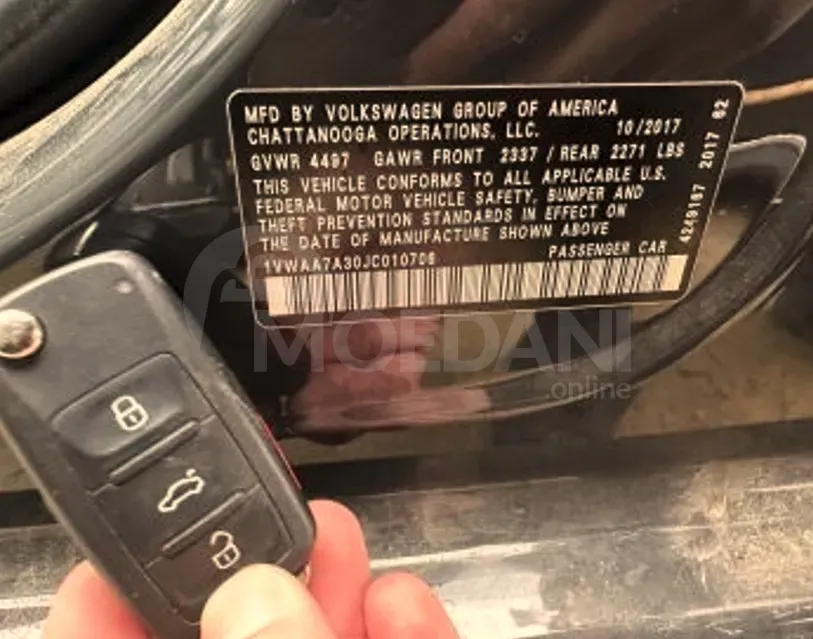 MFD BY VOLKSWAGEN GROUP OF AMERICA
CHATTANOOGA OPERATIONS, LLC. 10/2017
GVWR 4497 GAWR FRONT 2337 / REAR 2271 LBS
THIS VEHICLE CONFORMS TO ALL APPLICABLE U.S.
FEDERAL MOTOR VEHICLE SAFETY, BUMPER AND
THEFT PREVENTION STANDARDS IN EFFECT ON
THE DATE OF MANUFACTURE SHOWN ABOVE
1VWAA7A30JC010706 PASSENGER CAR
4249187 2017 82
MOEDANI
.online